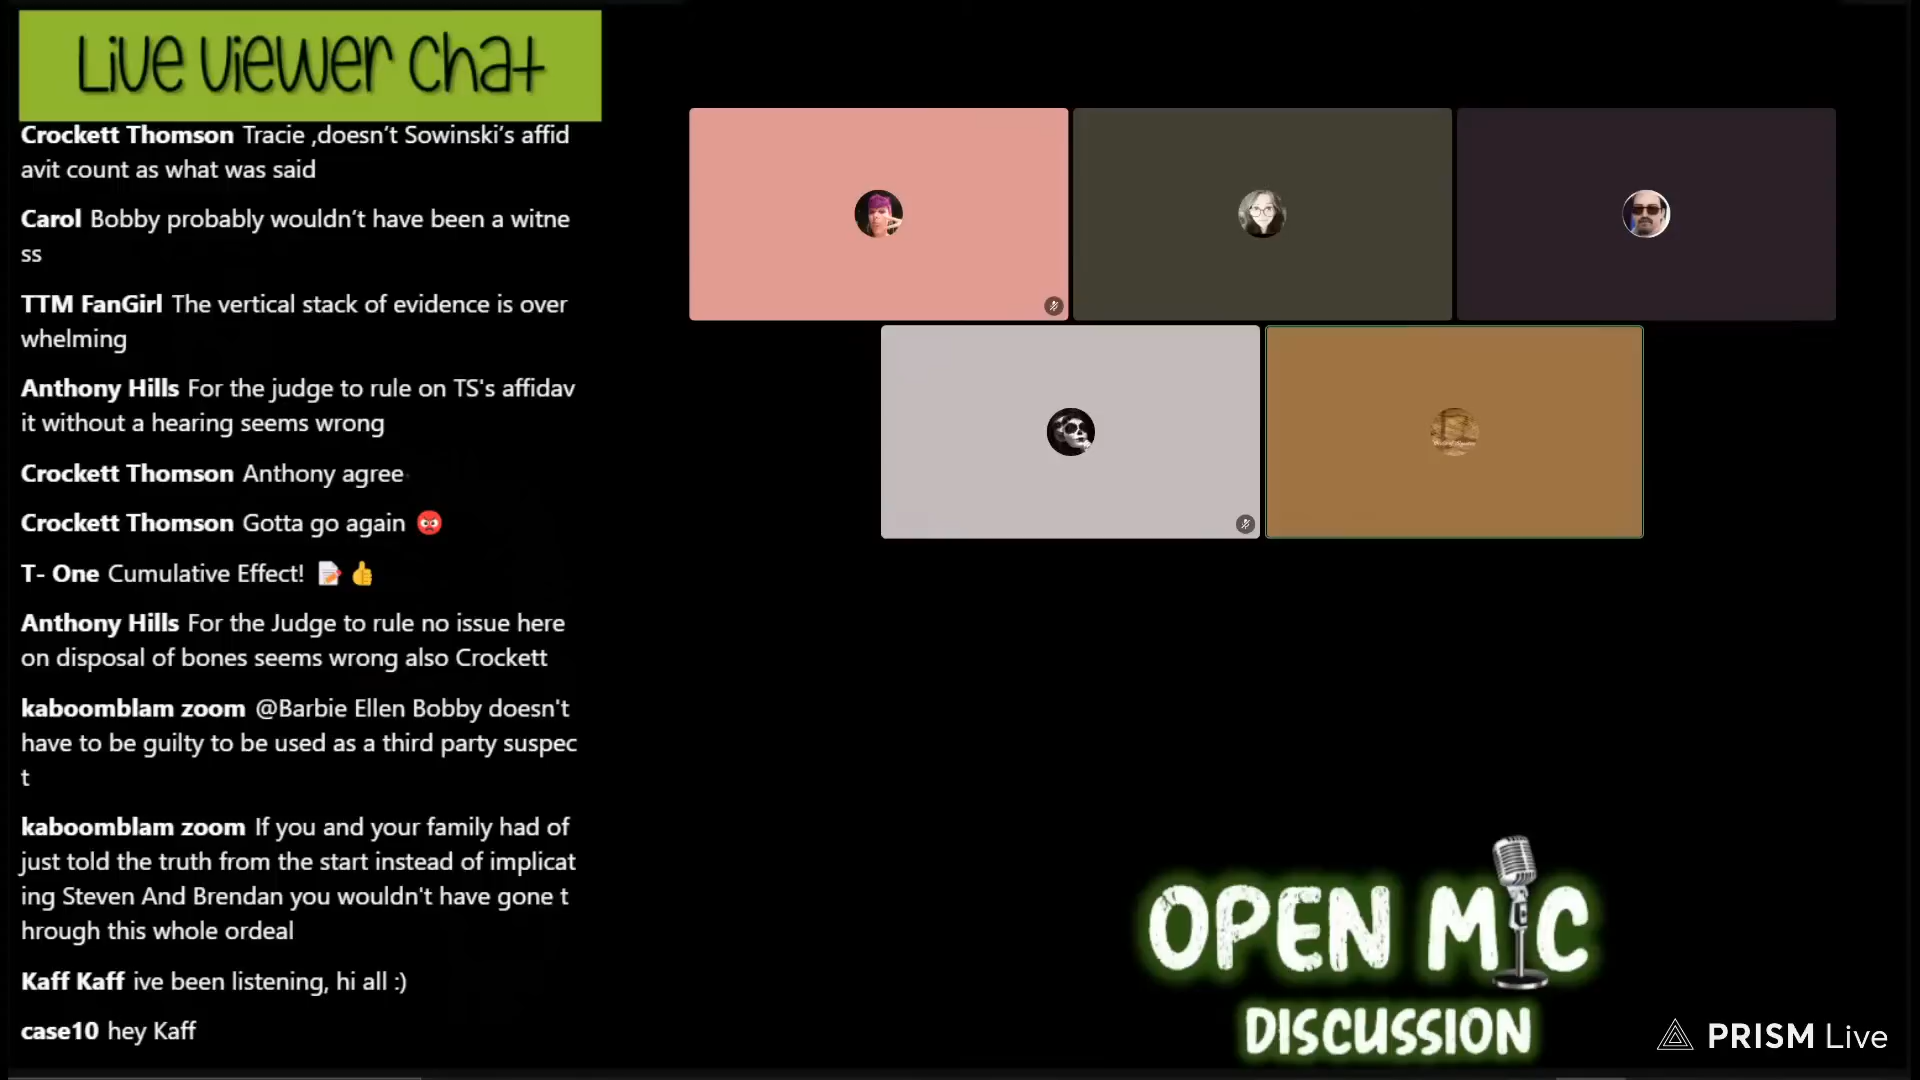 Live Viewer Chat
Crockett Thomson Tracie ,doesn't Sowinski's affid
avit count as what was said
Carol Bobby probably wouldn't have been a witne
ss
TTM FanGirl The vertical stack of evidence is over
whelming
Anthony Hills For the judge to rule on TS's affidav
it without a hearing seems wrong
Crockett Thomson Anthony agree
Crockett Thomson Gotta go again 😡
T- One Cumulative Effect! 📝 👍
Anthony Hills For the Judge to rule no issue here
on disposal of bones seems wrong also Crockett
kaboomblam zoom @Barbie Ellen Bobby doesn't
have to be guilty to be used as a third party suspec
t
kaboomblam zoom If you and your family had of
just told the truth from the start instead of implicat
ing Steven And Brendan you wouldn't have gone t
hrough this whole ordeal
Kaff Kaff ive been listening, hi all :)
case10 hey Kaff
OPEN MIC
DISCUSSION
PRISM Live